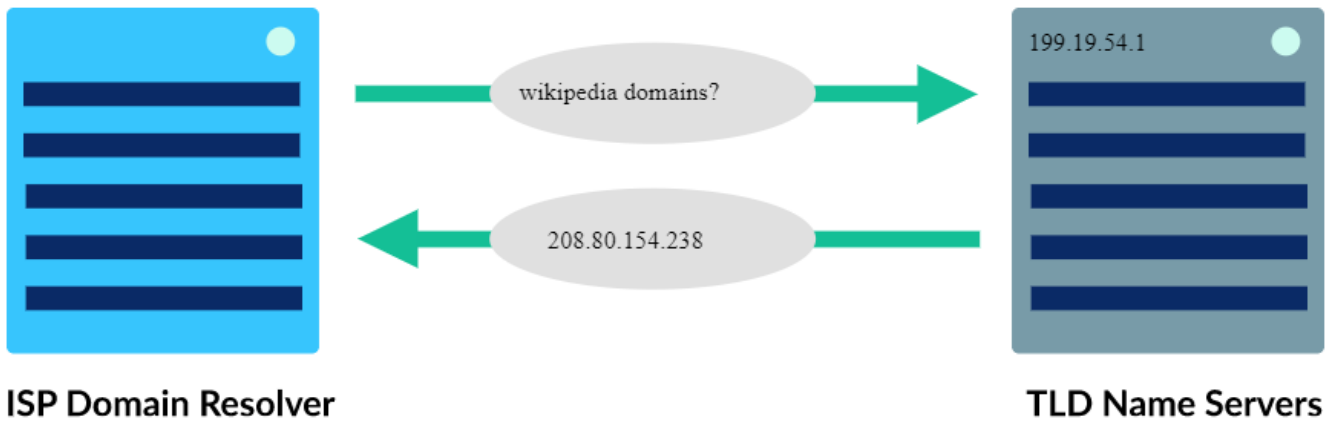 199.19.54.1
wikipedia domains?
208.80.154.238
ISP Domain Resolver
TLD Name Servers